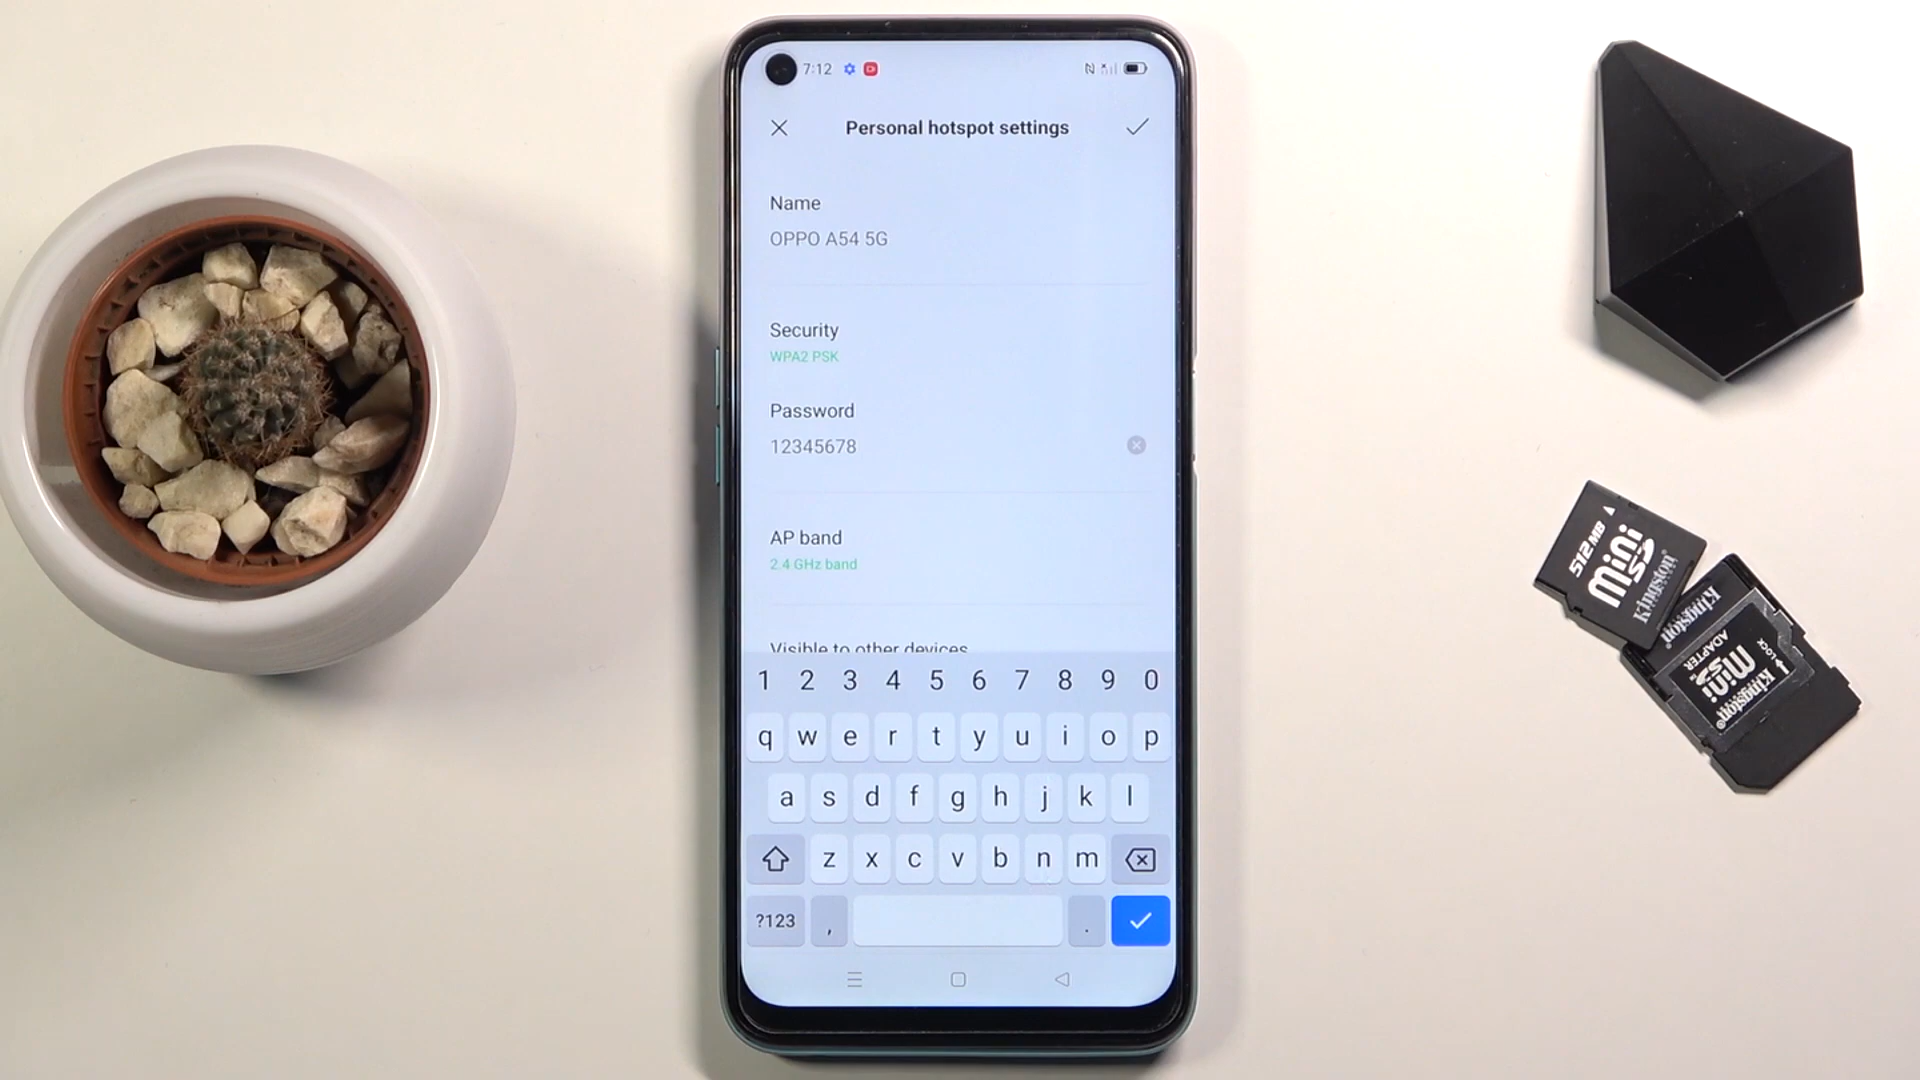 7:12
Personal hotspot settings
Name
OPPO A54 5G
Security
WPA2 PSK
Password
12345678
AP band
2.4 GHz band
Visible to other devices
1 2 3 4 5 6 7 8 9 0
q w e r t y u i o p
a s d f g h j k l
z x c v b n m
?123 , .
512MB
mini
Kingston
Kingston
ADAPTER
LOCK
mini
Kingston